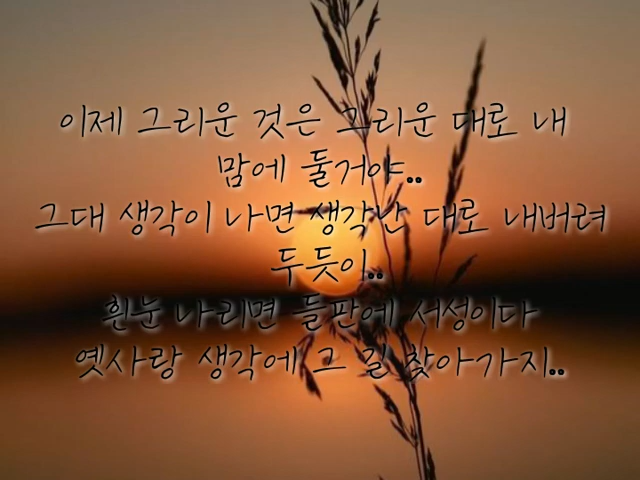 이제 그리운 것은 그리운 대로 내
맘에 둘거야..
그대 생각이 나면 생각난 대로 내버려
두듯이..
흰눈 나리면 들판에 서성이다
옛사랑 생각에 그 길 찾아가지..